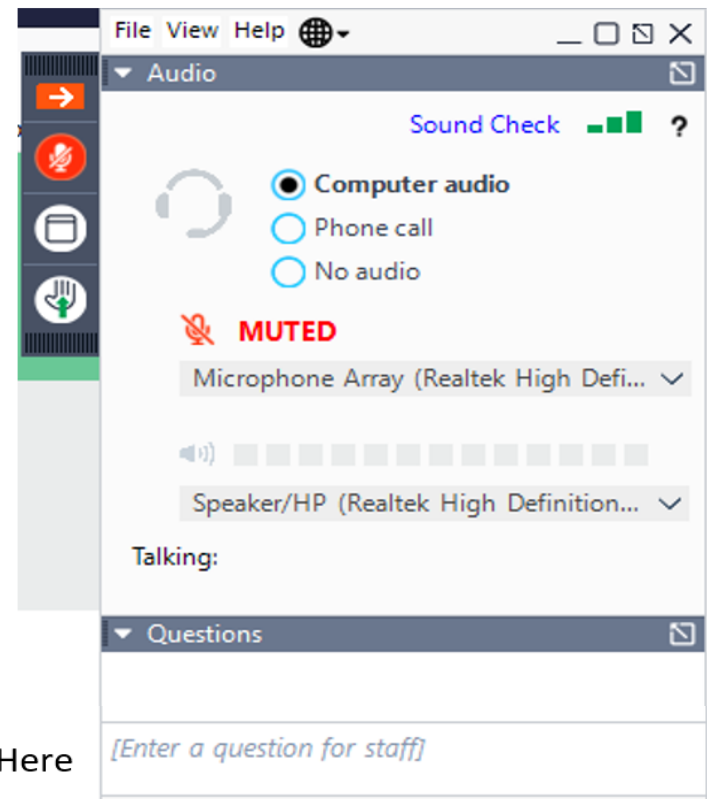 File View Help
Audio
Sound Check ?
Computer audio
Phone call
No audio
MUTED
Microphone Array (Realtek High Defi...
Speaker/HP (Realtek High Definition...
Talking:
Questions
[Enter a question for staff]
Here